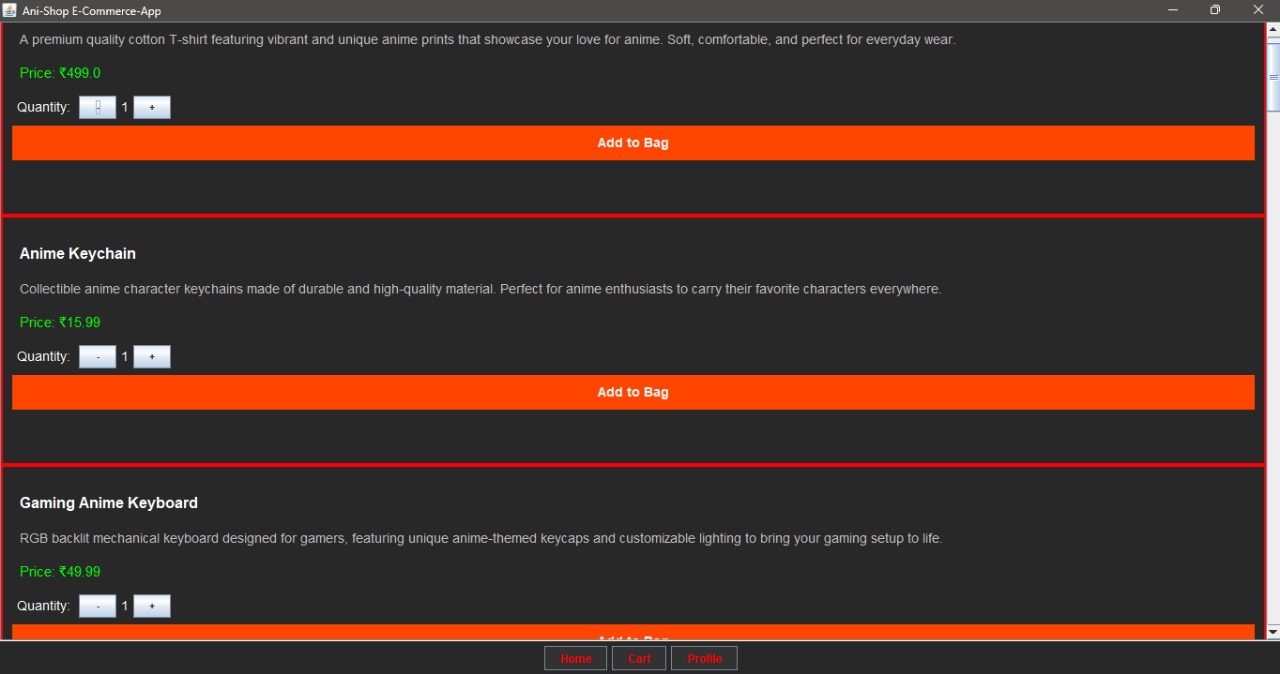 Ani-Shop E-Commerce-App
A premium quality cotton T-shirt featuring vibrant and unique anime prints that showcase your love for anime. Soft, comfortable, and perfect for everyday wear.
Price: ₹499.0
Quantity: - 1 +
Add to Bag
Anime Keychain
Collectible anime character keychains made of durable and high-quality material. Perfect for anime enthusiasts to carry their favorite characters everywhere.
Price: ₹15.99
Quantity: - 1 +
Add to Bag
Gaming Anime Keyboard
RGB backlit mechanical keyboard designed for gamers, featuring unique anime-themed keycaps and customizable lighting to bring your gaming setup to life.
Price: ₹49.99
Quantity: - 1 +
Add to Bag
Home Cart Profile